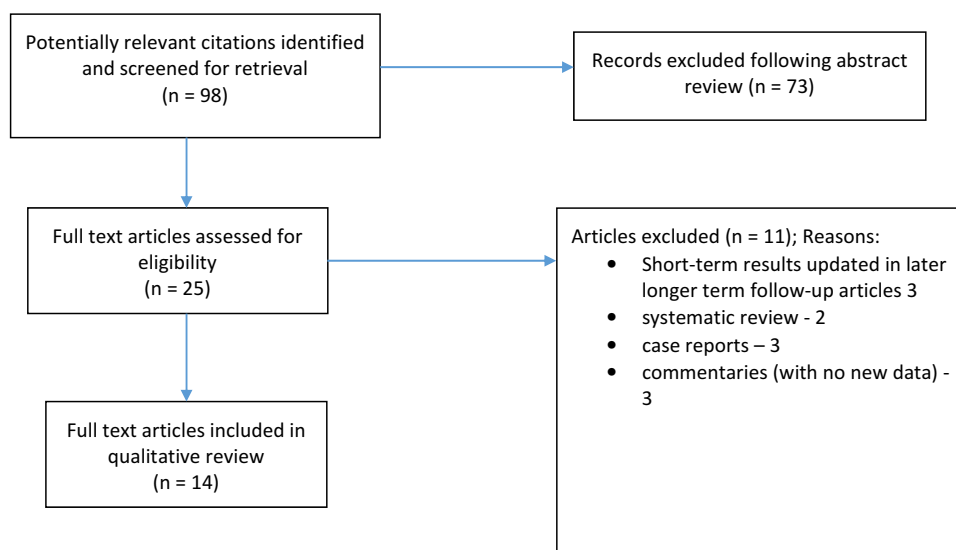 Potentially relevant citations identified
and screened for retrieval
(n = 98)
Records excluded following abstract
review (n = 73)
Full text articles assessed for
eligibility
(n = 25)
Articles excluded (n = 11); Reasons:
• Short-term results updated in later
longer term follow-up articles 3
• systematic review - 2
• case reports – 3
• commentaries (with no new data) -
3
Full text articles included in
qualitative review
(n = 14)